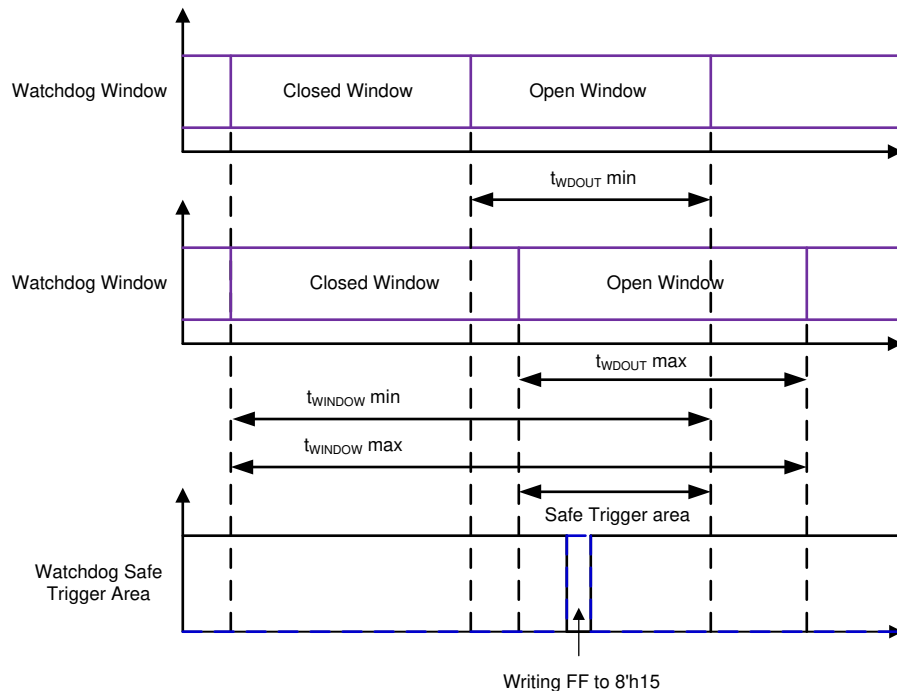 Watchdog Window
Closed Window
Open Window
tWDOUT min
Watchdog Window
Closed Window
Open Window
tWDOUT max
tWINDOW min
tWINDOW max
Safe Trigger area
Watchdog Safe
Trigger Area
Writing FF to 8'h15